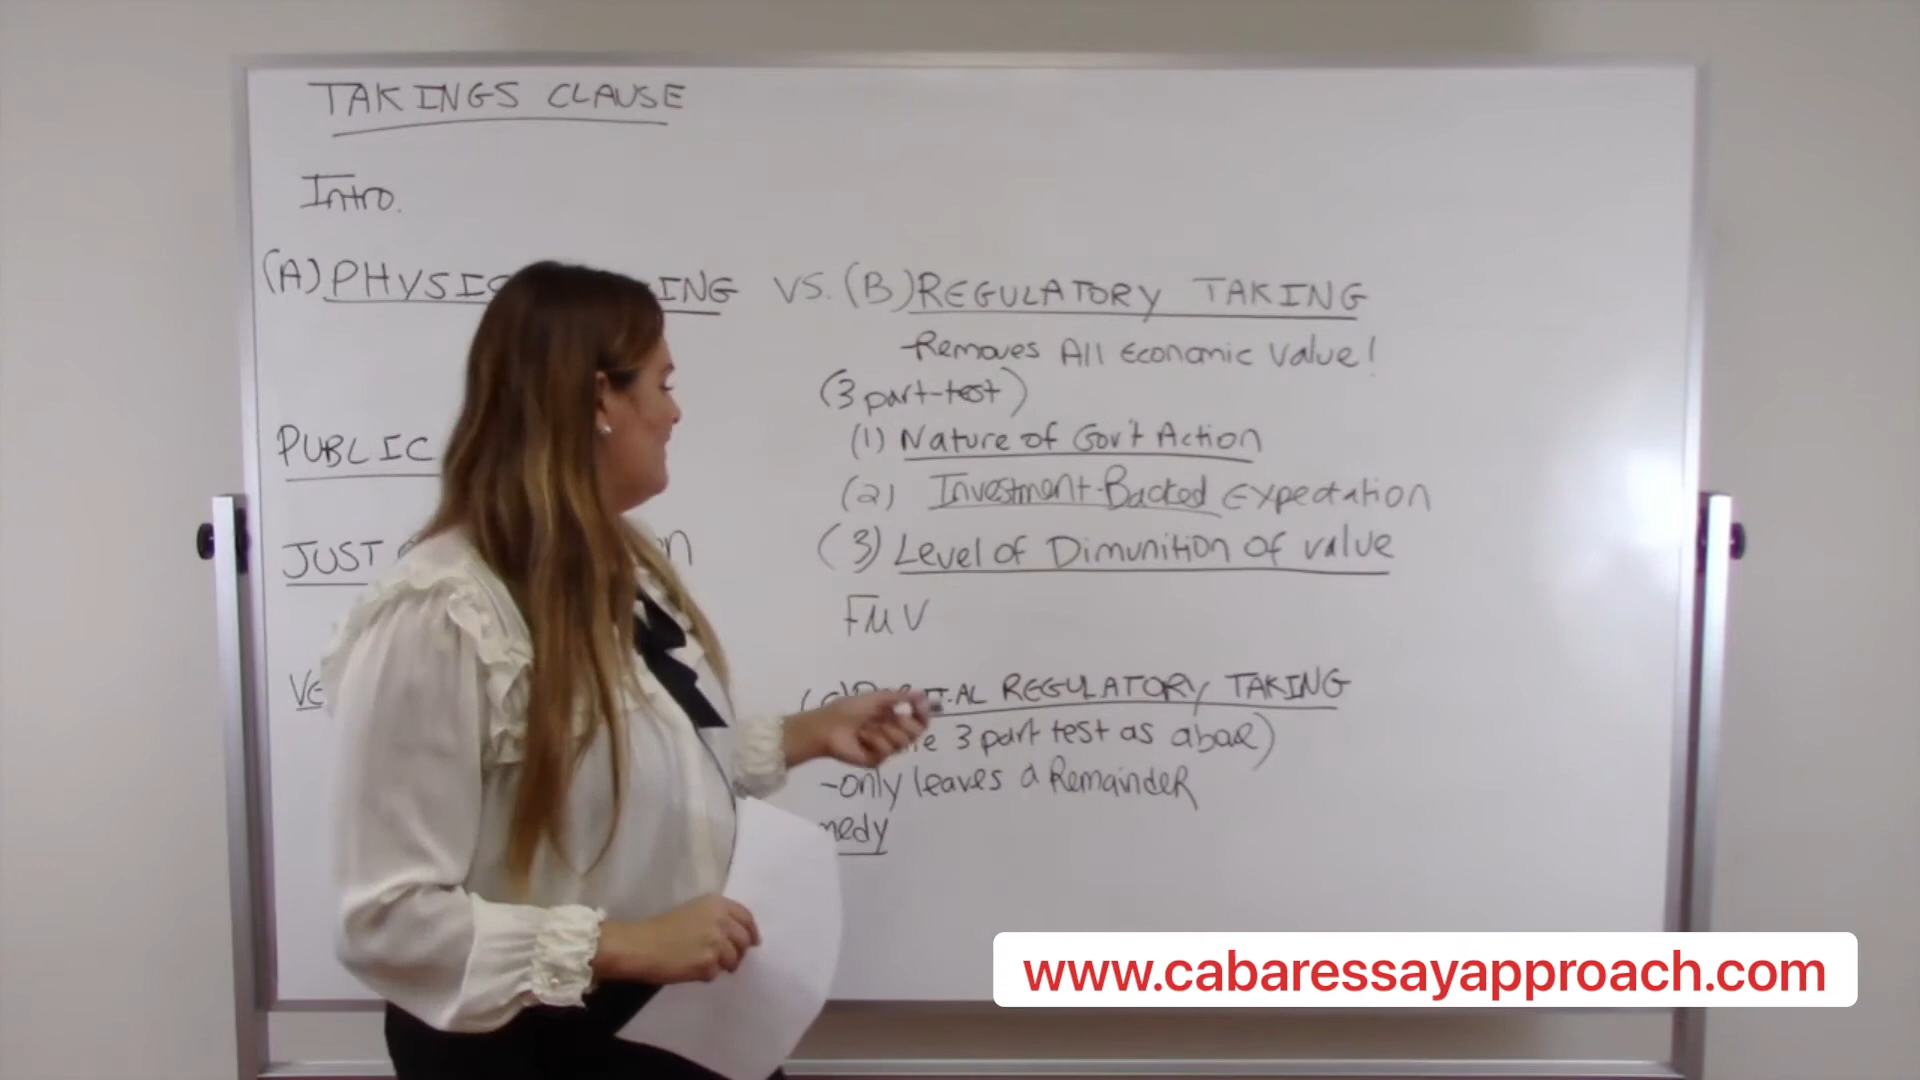 TAKINGS CLAUSE
Intro.
(A) PHYSIC ING VS. (B) REGULATORY TAKING
-Removes All Economic Value!
(3 part-test)
(1) Nature of Gov't Action
PUBLIC
(2) Investment-Backed Expectation
(3) Level of Dimunition of value
JUST
FMV
REGULATORY TAKING
3 part test as above)
-only leaves a Remainder
medy
www.cabaressayapproach.com